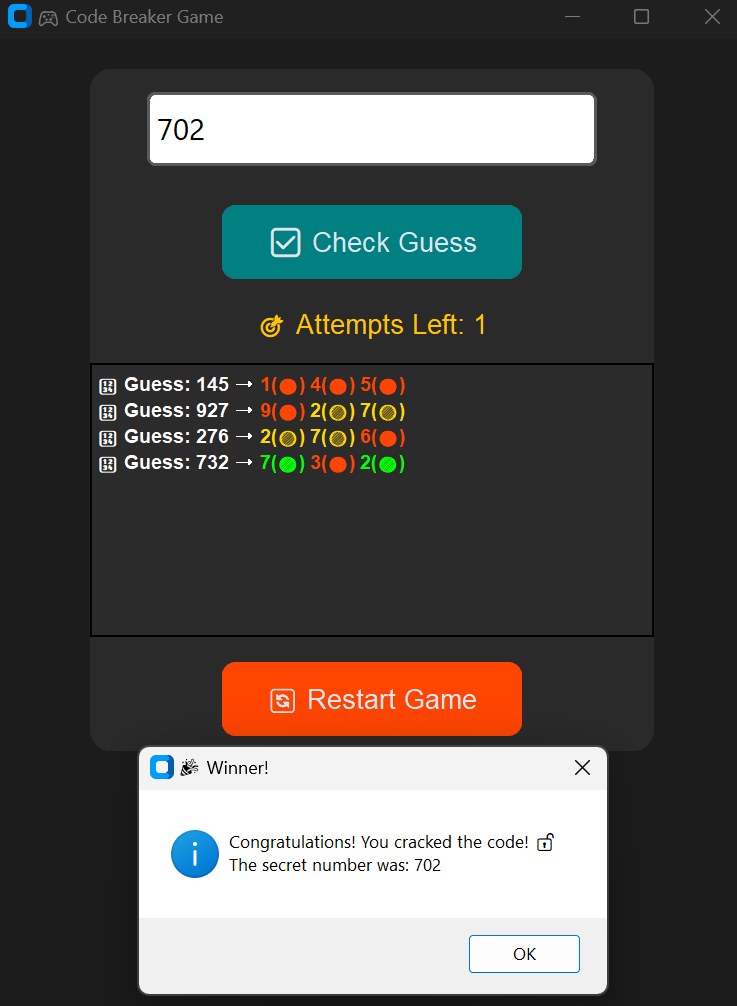 Code Breaker Game
702
Check Guess
Attempts Left: 1
Guess: 145 → 1(🔴) 4(🔴) 5(🔴)
Guess: 927 → 9(🔴) 2(🟡) 7(🟡)
Guess: 276 → 2(🟡) 7(🟡) 6(🔴)
Guess: 732 → 7(🟢) 3(🔴) 2(🟢)
Restart Game
Winner!
Congratulations! You cracked the code!
The secret number was: 702
OK